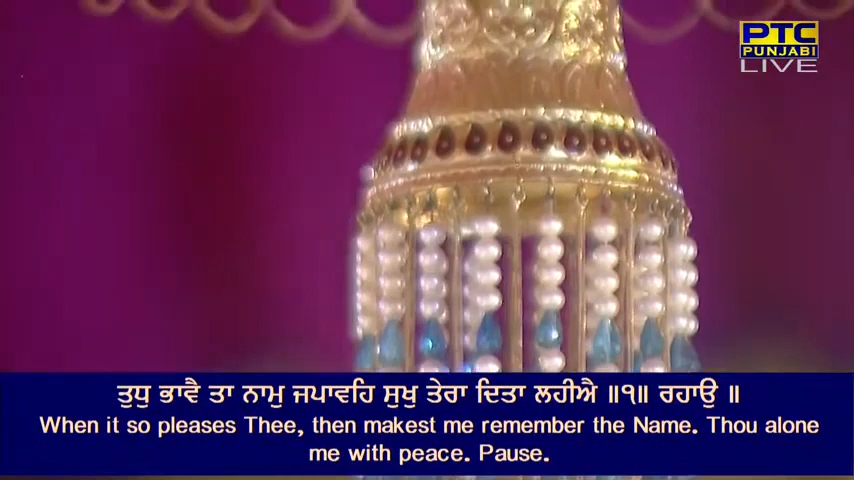 PTC
PUNJABI
LIVE
ਤੁਧੁ ਭਾਵੈ ਤਾ ਨਾਮੁ ਜਪਾਵਹਿ ਸੁਖੁ ਤੇਰਾ ਦਿਤਾ ਲਹੀਐ ॥੧॥ ਰਹਾਉ ॥
When it so pleases Thee, then makest me remember the Name. Thou alone
me with peace. Pause.